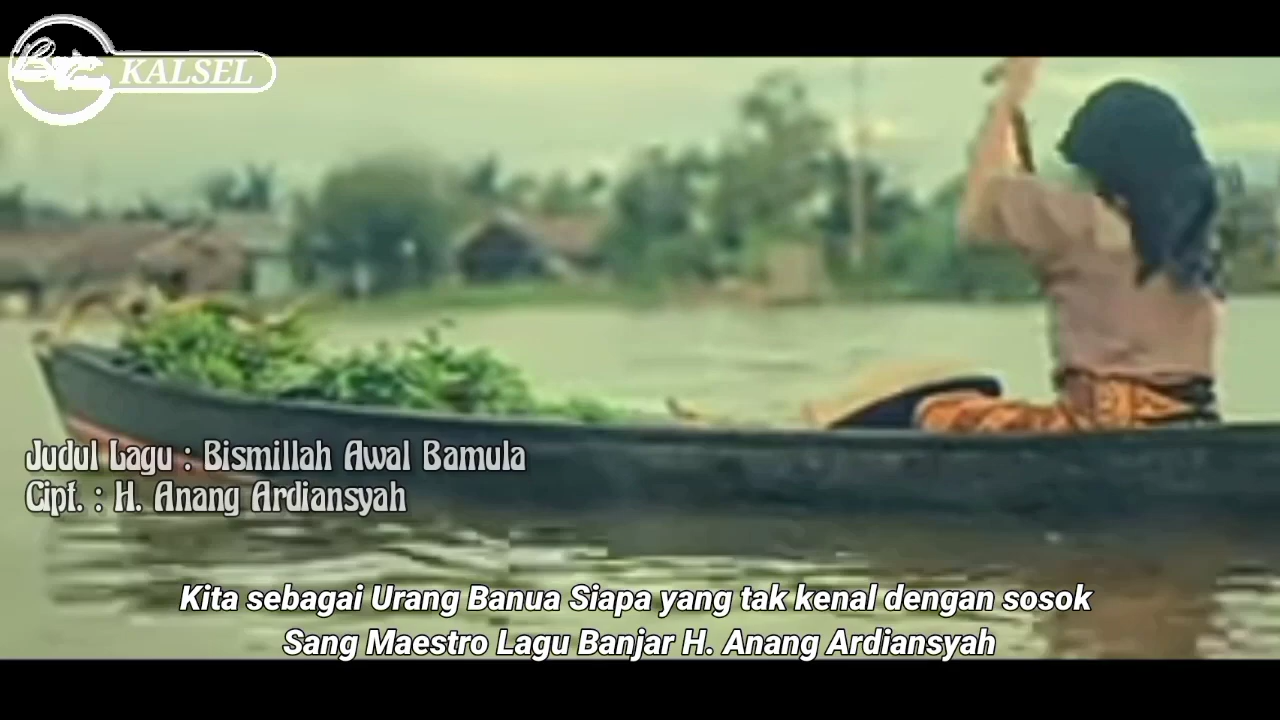 KALSEL
Judul Lagu : Bismillah Awal Bamula
Cipt. : H. Anang Ardiansyah
Kita sebagai Urang Banua Siapa yang tak kenal dengan sosok
Sang Maestro Lagu Banjar H. Anang Ardiansyah